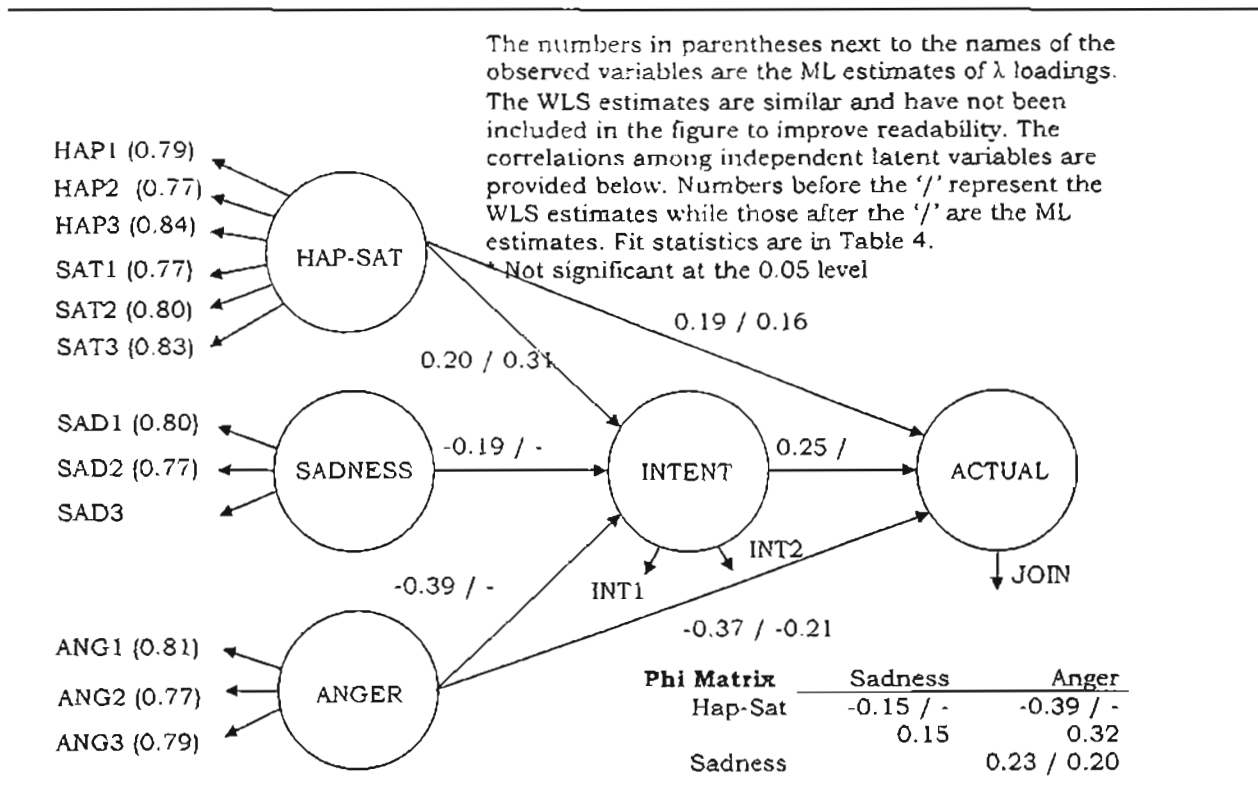 The numbers in parentheses next to the names of the
observed variables are the ML estimates of λ loadings.
The WLS estimates are similar and have not been
included in the figure to improve readability. The
correlations among independent latent variables are
provided below. Numbers before the '/' represent the
WLS estimates while those after the '/' are the ML
estimates. Fit statistics are in Table 4.
* Not significant at the 0.05 level
HAP1 (0.79)
HAP2 (0.77)
HAP3 (0.84)
SAT1 (0.77)
SAT2 (0.80)
SAT3 (0.83)
HAP-SAT
0.19 / 0.16
0.20 / 0.31
SAD1 (0.80)
SAD2 (0.77)
SAD3
SADNESS
-0.19 / -
INTENT
0.25 /
ACTUAL
INT1
INT2
JOIN
-0.39 / -
-0.37 / -0.21
ANG1 (0.81)
ANG2 (0.77)
ANG3 (0.79)
ANGER
Phi Matrix Sadness Anger
Hap-Sat -0.15 / - -0.39 / -
0.15 0.32
Sadness 0.23 / 0.20